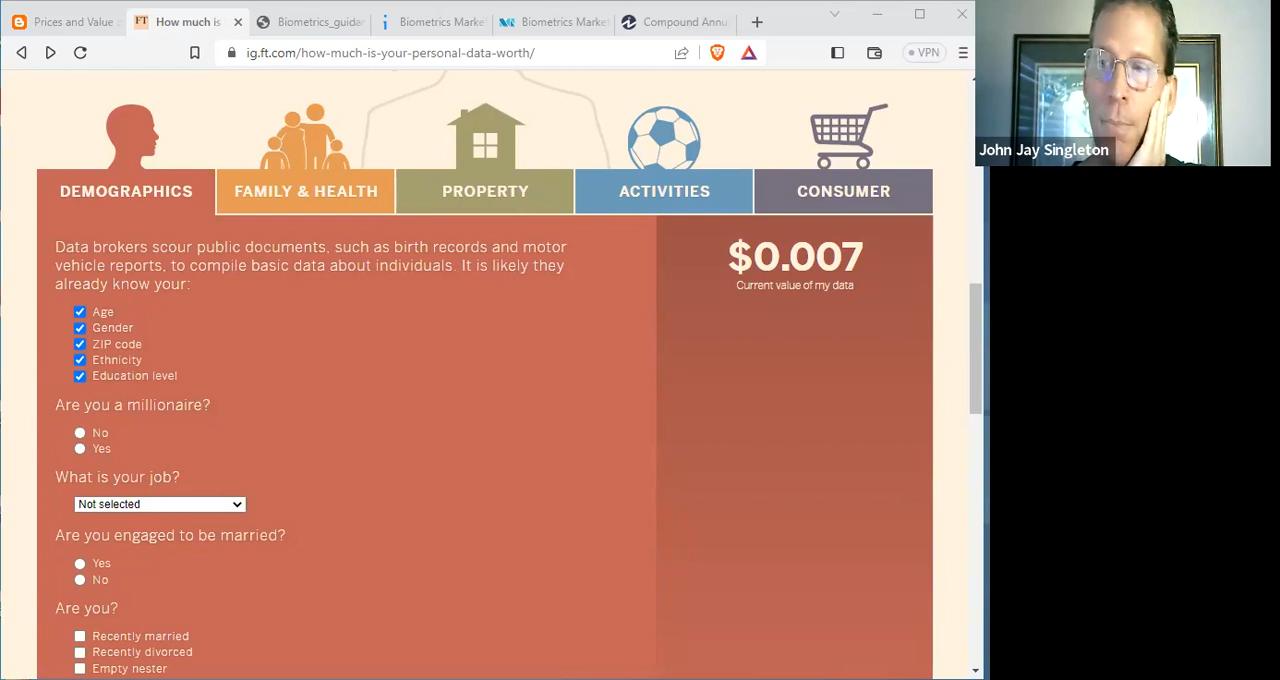 Prices and Value
How much is
Biometrics_guida
Biometrics Marke
Biometrics Marke
Compound Annu
ig.ft.com/how-much-is-your-personal-data-worth/
VPN
John Jay Singleton
DEMOGRAPHICS
FAMILY & HEALTH
PROPERTY
ACTIVITIES
CONSUMER
Data brokers scour public documents, such as birth records and motor
vehicle reports, to compile basic data about individuals. It is likely they
already know your:
Age
Gender
ZIP code
Ethnicity
Education level
$0.007
Current value of my data
Are you a millionaire?
No
Yes
What is your job?
Not selected
Are you engaged to be married?
Yes
No
Are you?
Recently married
Recently divorced
Empty nester